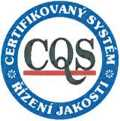 CERTIFIKOVANÝ SYSTÉM
CQS
ŘÍZENÍ JAKOSTI